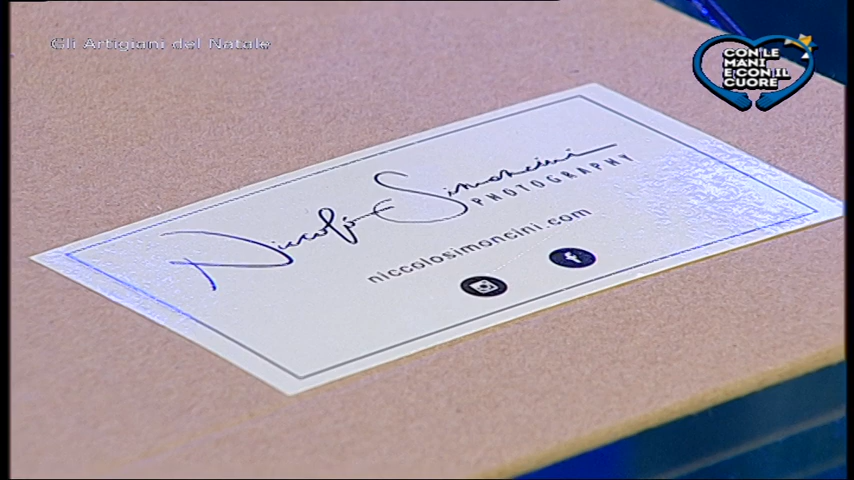 Gli Artigiani del Natale
CON LE
MANI
E CON IL
CUORE
Niccolò Simoncini
PHOTOGRAPHY
niccolosimoncini.com